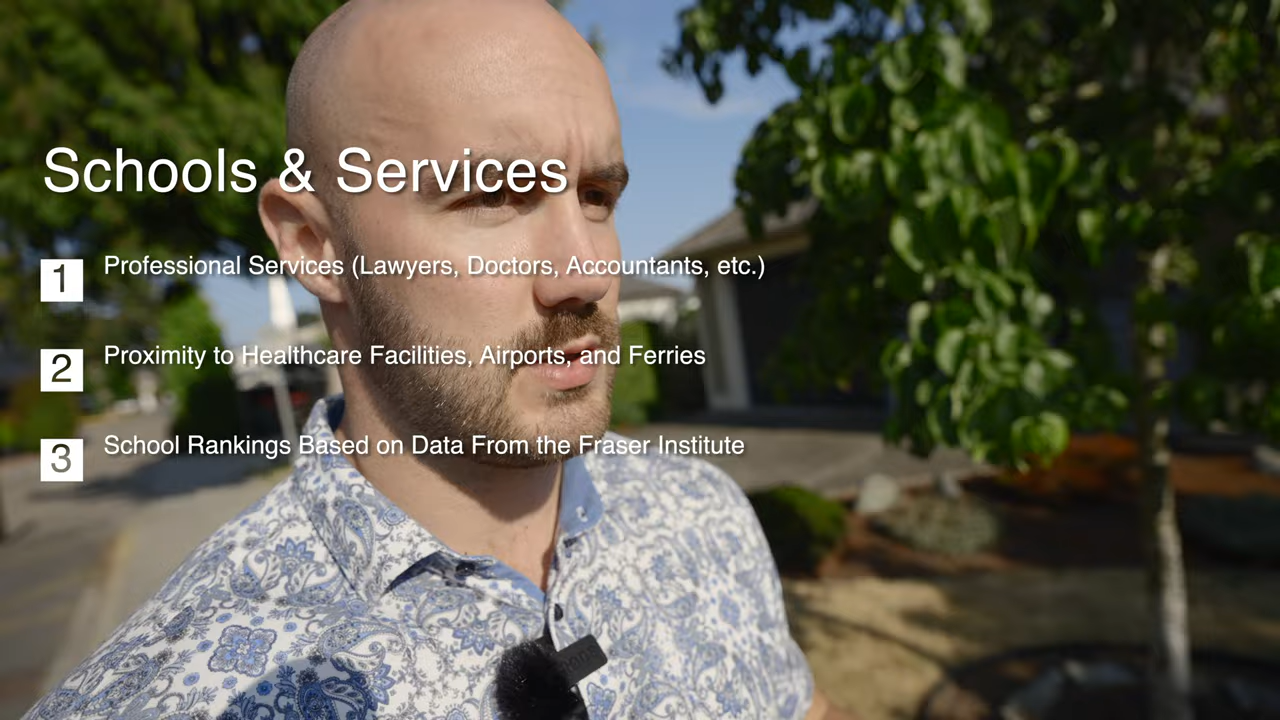 Schools & Services
1 Professional Services (Lawyers, Doctors, Accountants, etc.)
2 Proximity to Healthcare Facilities, Airports, and Ferries
3 School Rankings Based on Data From the Fraser Institute